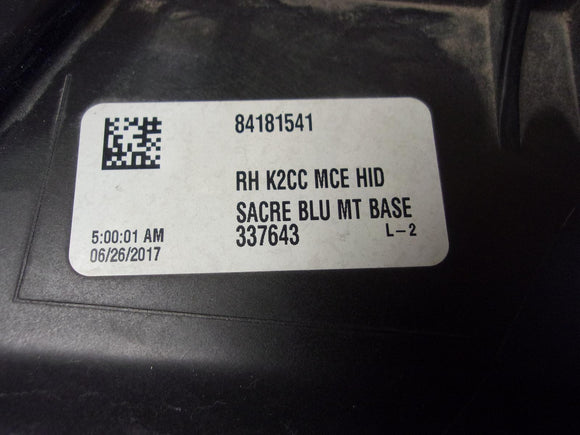 84181541
RH K2CC MCE HID
SACRE BLU MT BASE
337643 L-2
5:00:01 AM
06/26/2017